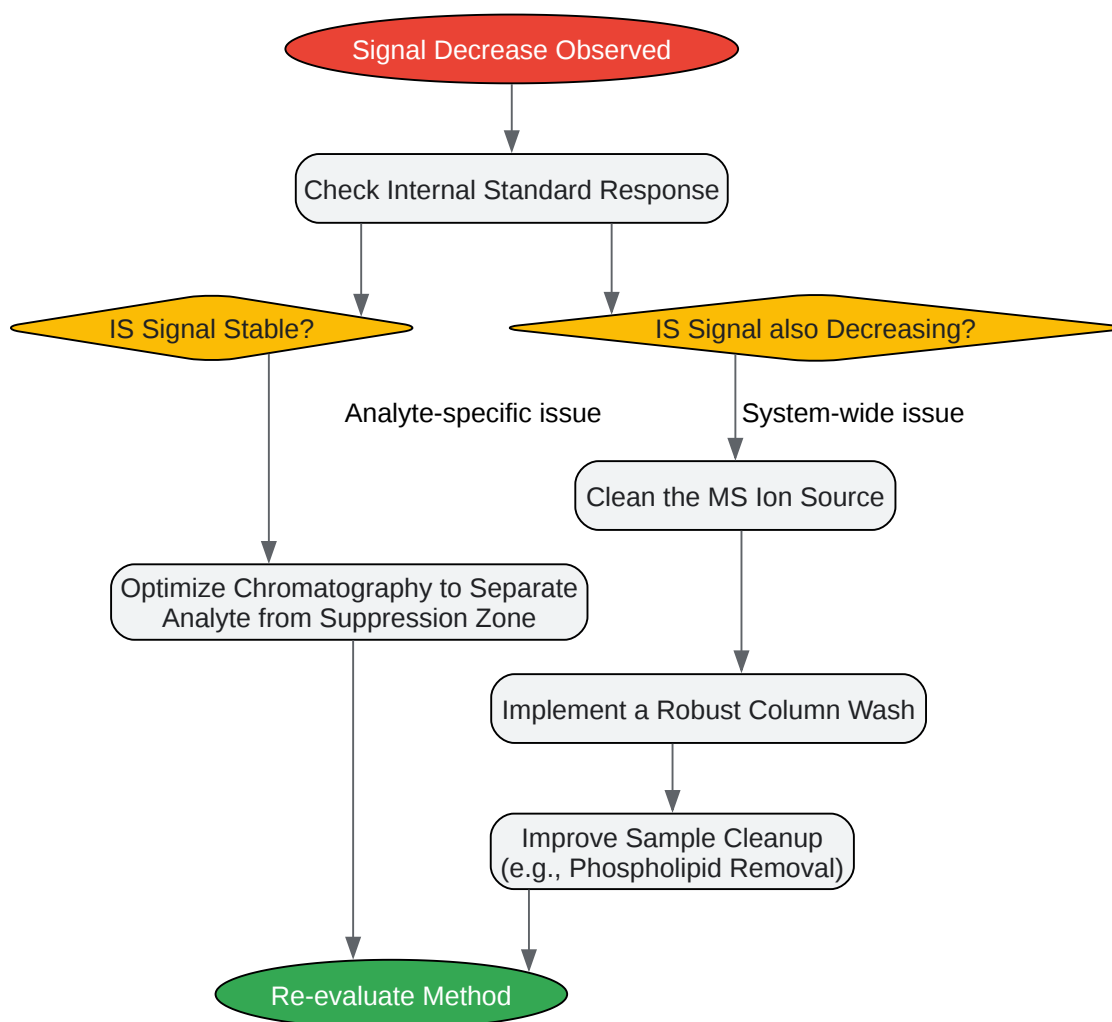 Signal Decrease Observed
Check Internal Standard Response
IS Signal Stable?
IS Signal also Decreasing?
Analyte-specific issue
System-wide issue
Clean the MS Ion Source
Optimize Chromatography to Separate
Analyte from Suppression Zone
Implement a Robust Column Wash
Improve Sample Cleanup
(e.g., Phospholipid Removal)
Re-evaluate Method